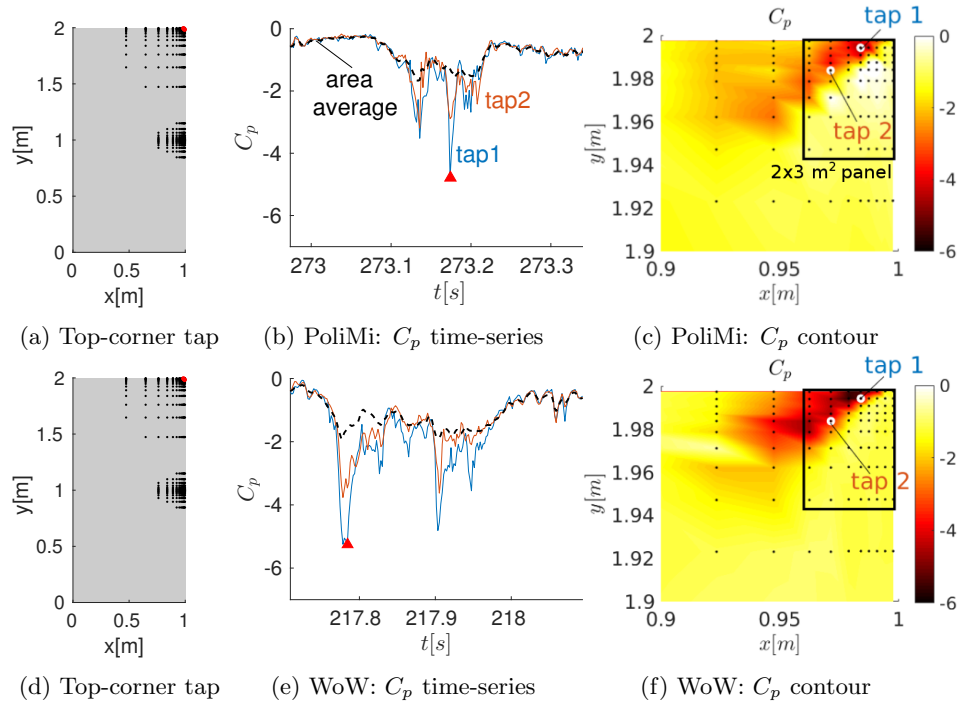 2
1.5
1
0.5
0
y[m]
0
0.5
1
x[m]
(a) Top-corner tap
0
-2
-4
-6
C_p
area
average
tap2
tap1
273
273.1
273.2
273.3
t[s]
(b) PoliMi: C_p time-series
C_p
tap 1
tap 2
2x3 m² panel
1.98
1.96
1.94
1.92
1.9
y[m]
0.9
0.95
1
x[m]
0
-2
-4
-6
(c) PoliMi: C_p contour
2
1.5
1
0.5
0
y[m]
0
0.5
1
x[m]
(d) Top-corner tap
0
-2
-4
-6
C_p
217.8
217.9
218
t[s]
(e) WoW: C_p time-series
C_p
tap 1
tap 2
1.98
1.96
1.94
1.92
1.9
y[m]
0.9
0.95
1
x[m]
0
-1
-2
-3
-4
-5
-6
(f) WoW: C_p contour